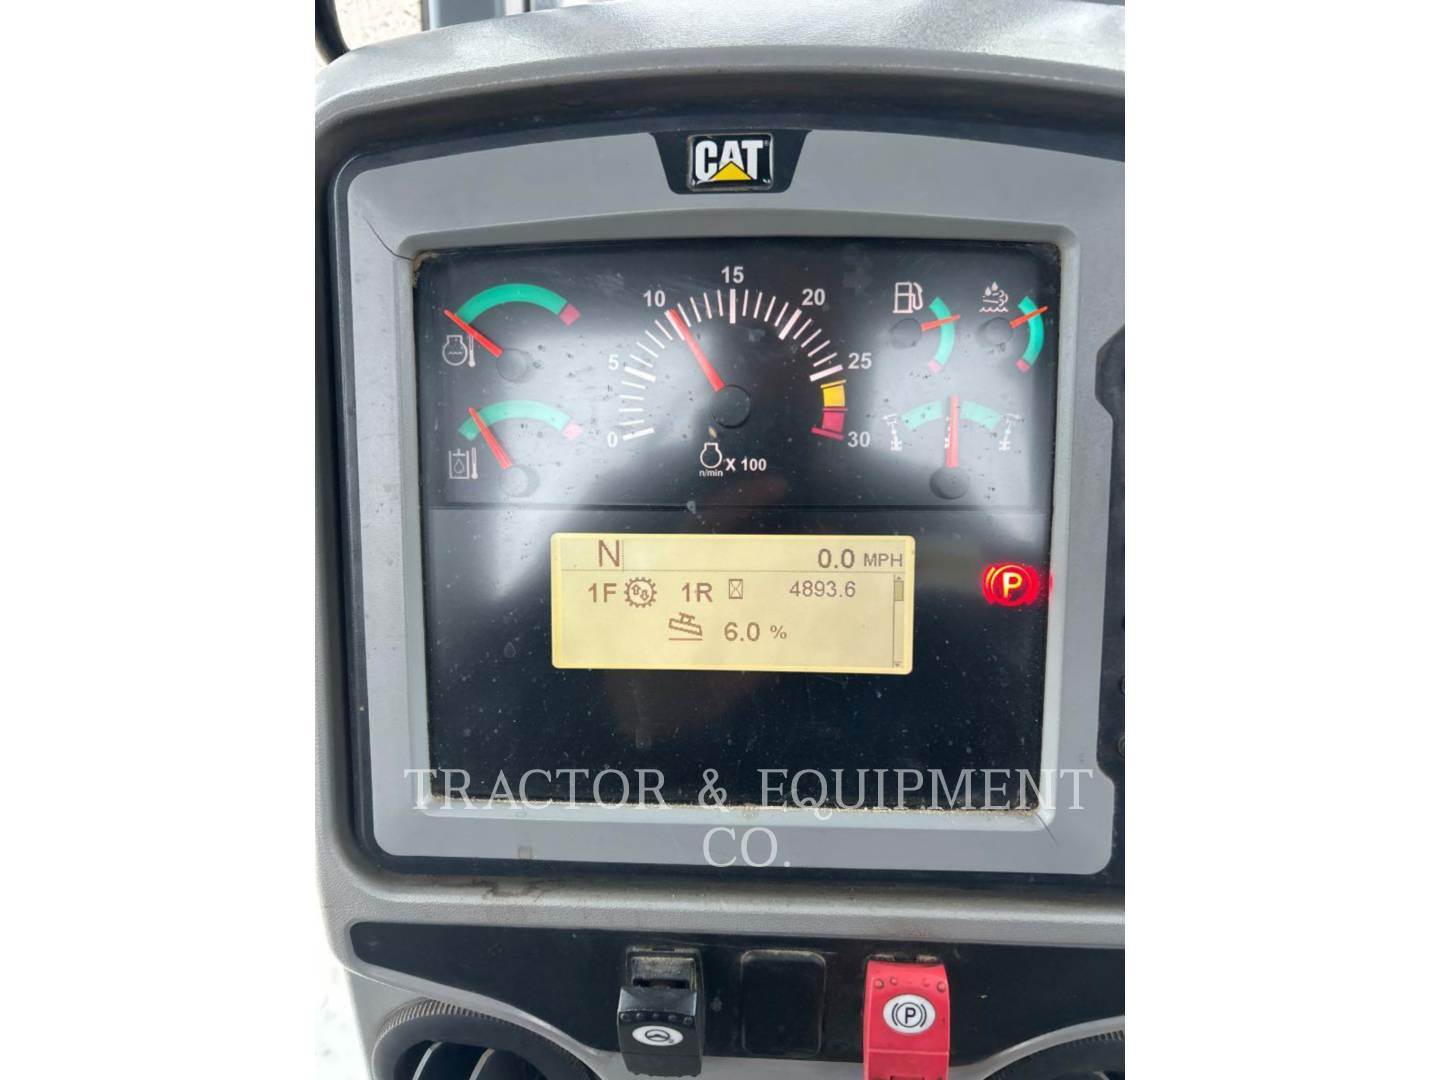 CAT
15
10
20
5
25
0
30
n/min X 100
N 0.0 MPH
1F 1R 4893.6
6.0 %
P
TRACTOR & EQUIPMENT
CO.
P